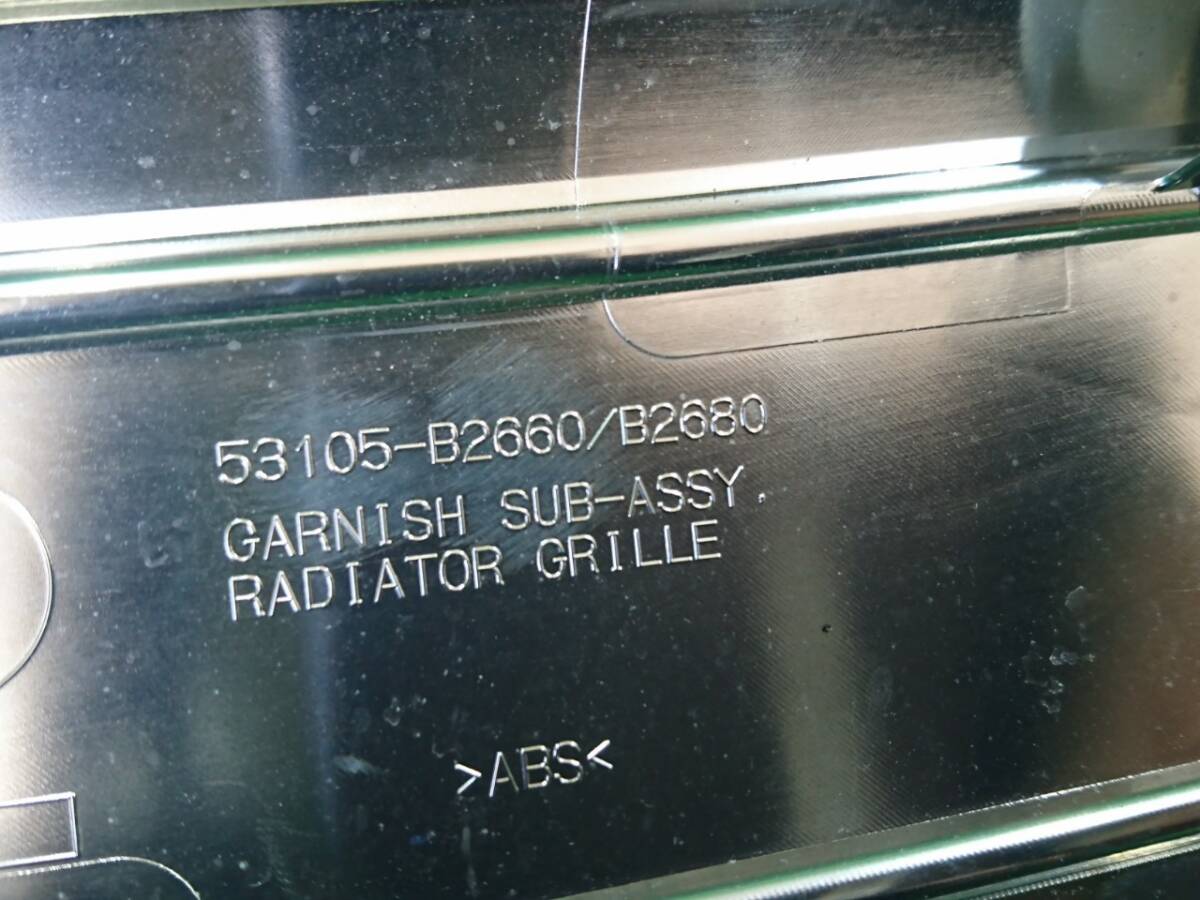 53105-B2660/B2680
GARNISH SUB-ASSY.
RADIATOR GRILLE
>ABS<